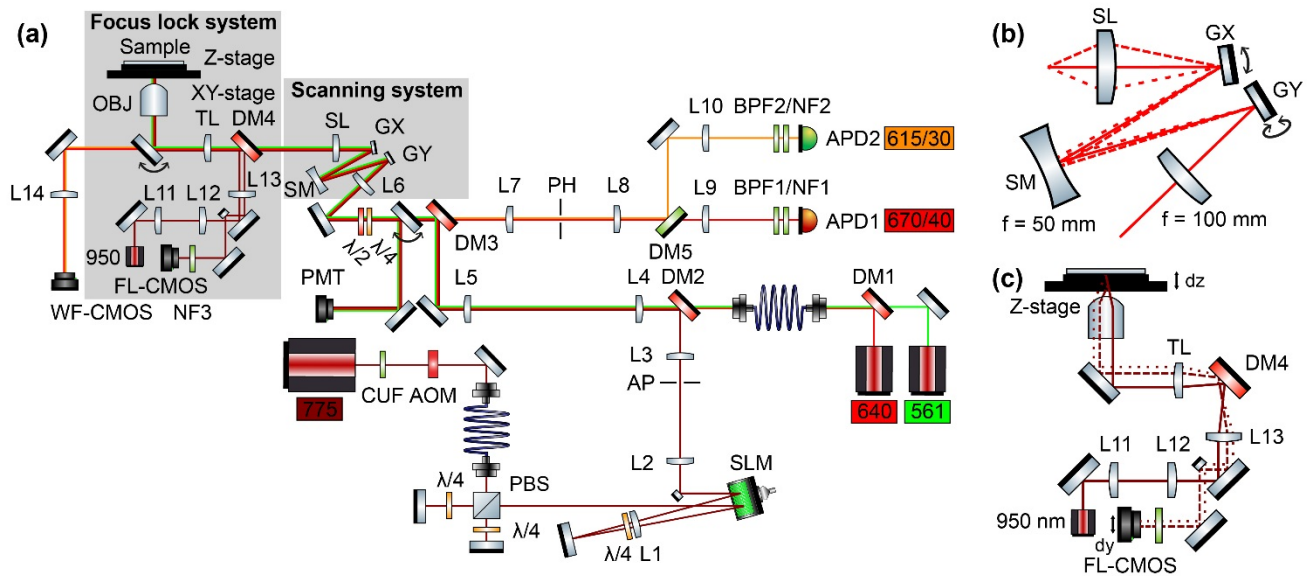 (a)
Focus lock system
Sample
Z-stage
OBJ
XY-stage
TL
DM4
Scanning system
SL
GX
GY
SM
L6
L14
L11
L12
L13
950
FL-CMOS
WF-CMOS
NF3
λ/2
λ/4
DM3
L7
PH
L8
DM5
L10
BPF2/NF2
APD2
615/30
L9
BPF1/NF1
APD1
670/40
PMT
L5
L4
DM2
DM1
640
561
775
CUF
AOM
L3
AP
L2
SLM
λ/4
PBS
λ/4
λ/4
L1
(b)
SL
GX
GY
SM
f = 50 mm
f = 100 mm
(c)
Z-stage
dz
TL
DM4
L11
L12
L13
950 nm
dy
FL-CMOS